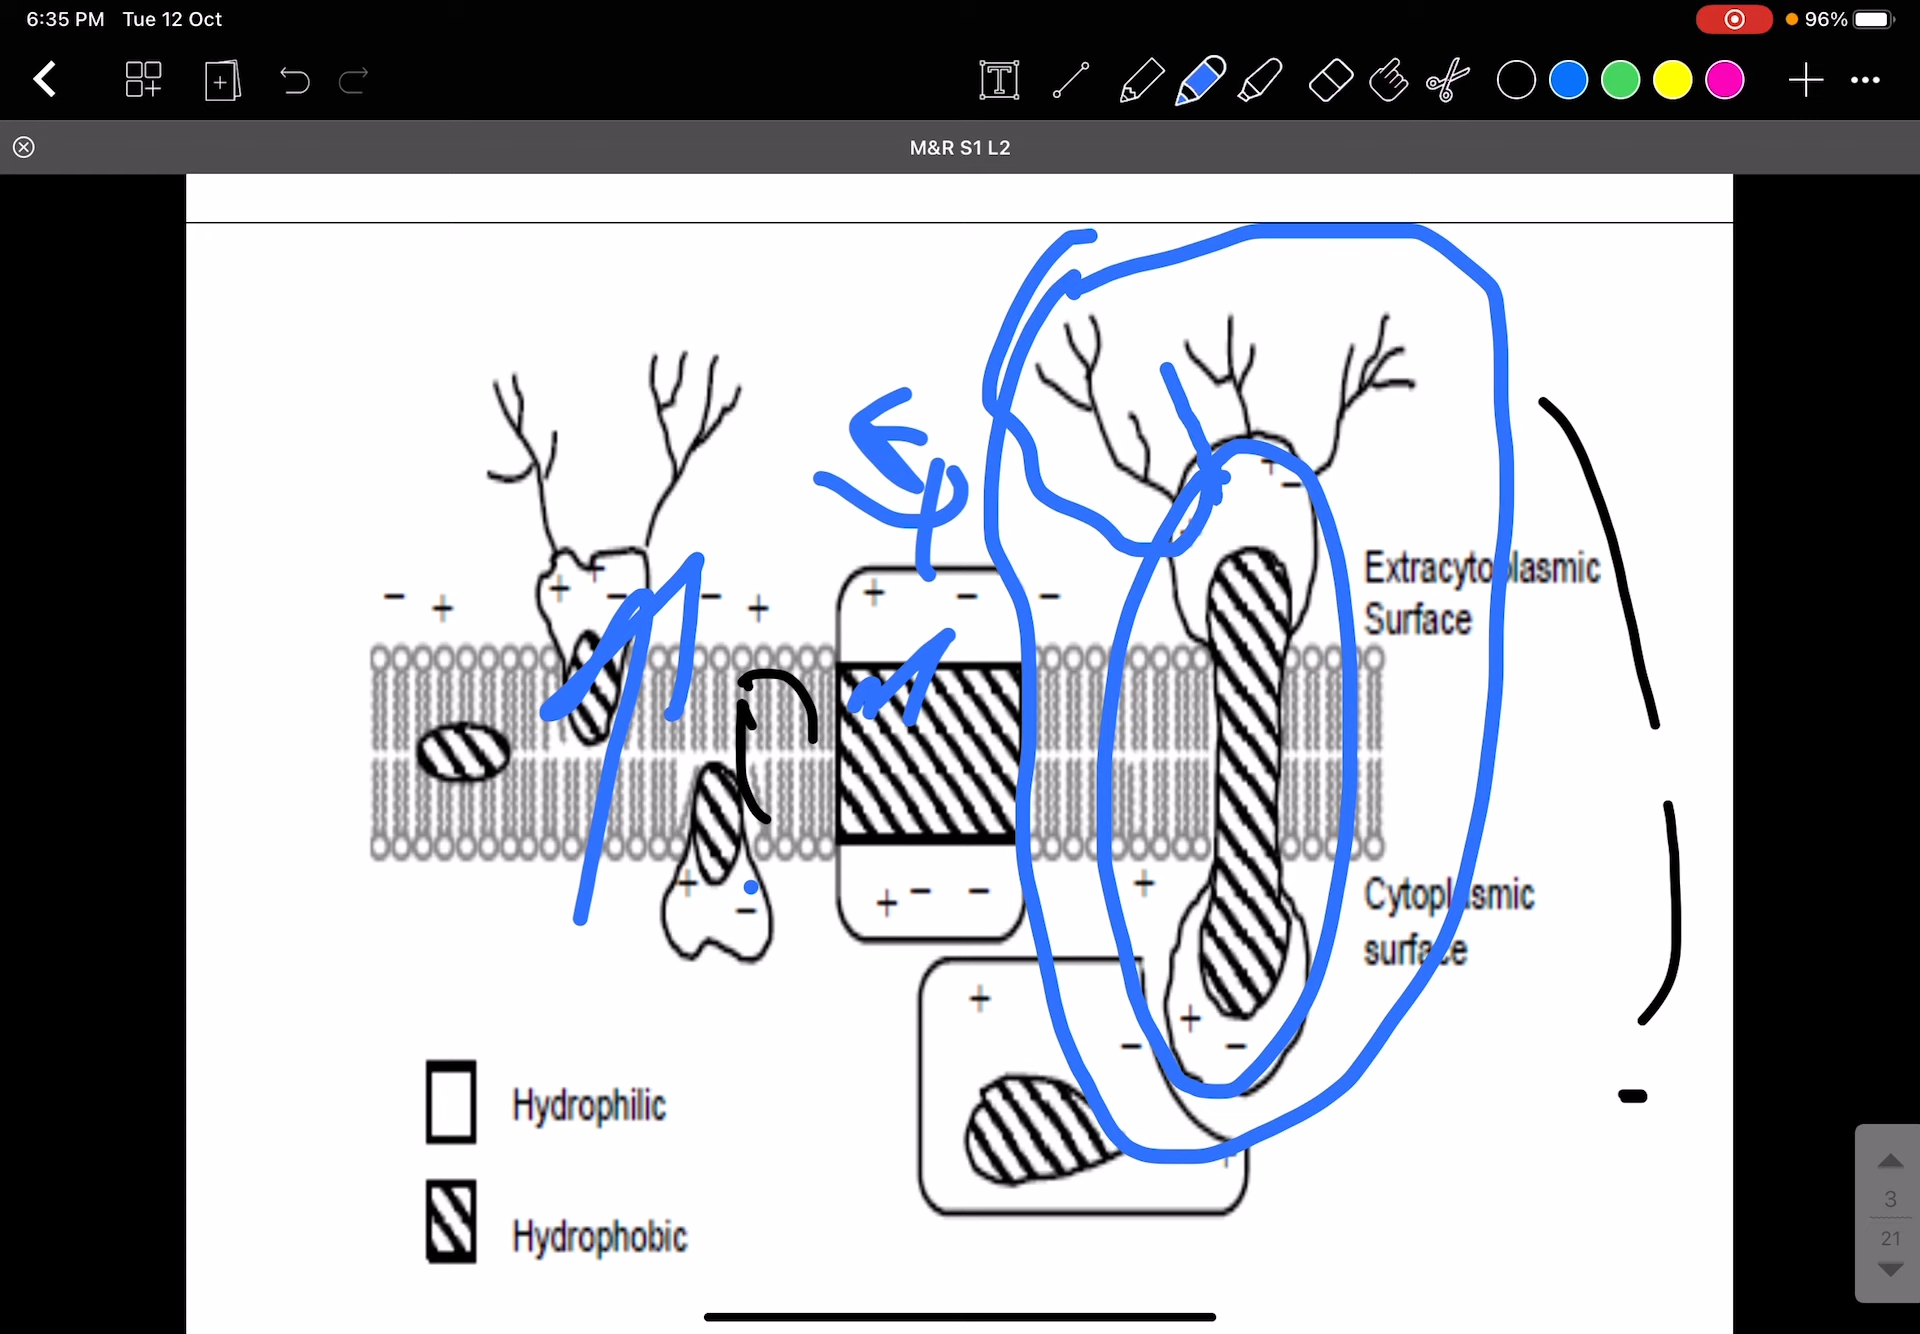 6:35 PM Tue 12 Oct
96%
T
M&R S1 L2
Extracytoplasmic
Surface
Cytoplasmic
surface
Hydrophilic
Hydrophobic
3
21